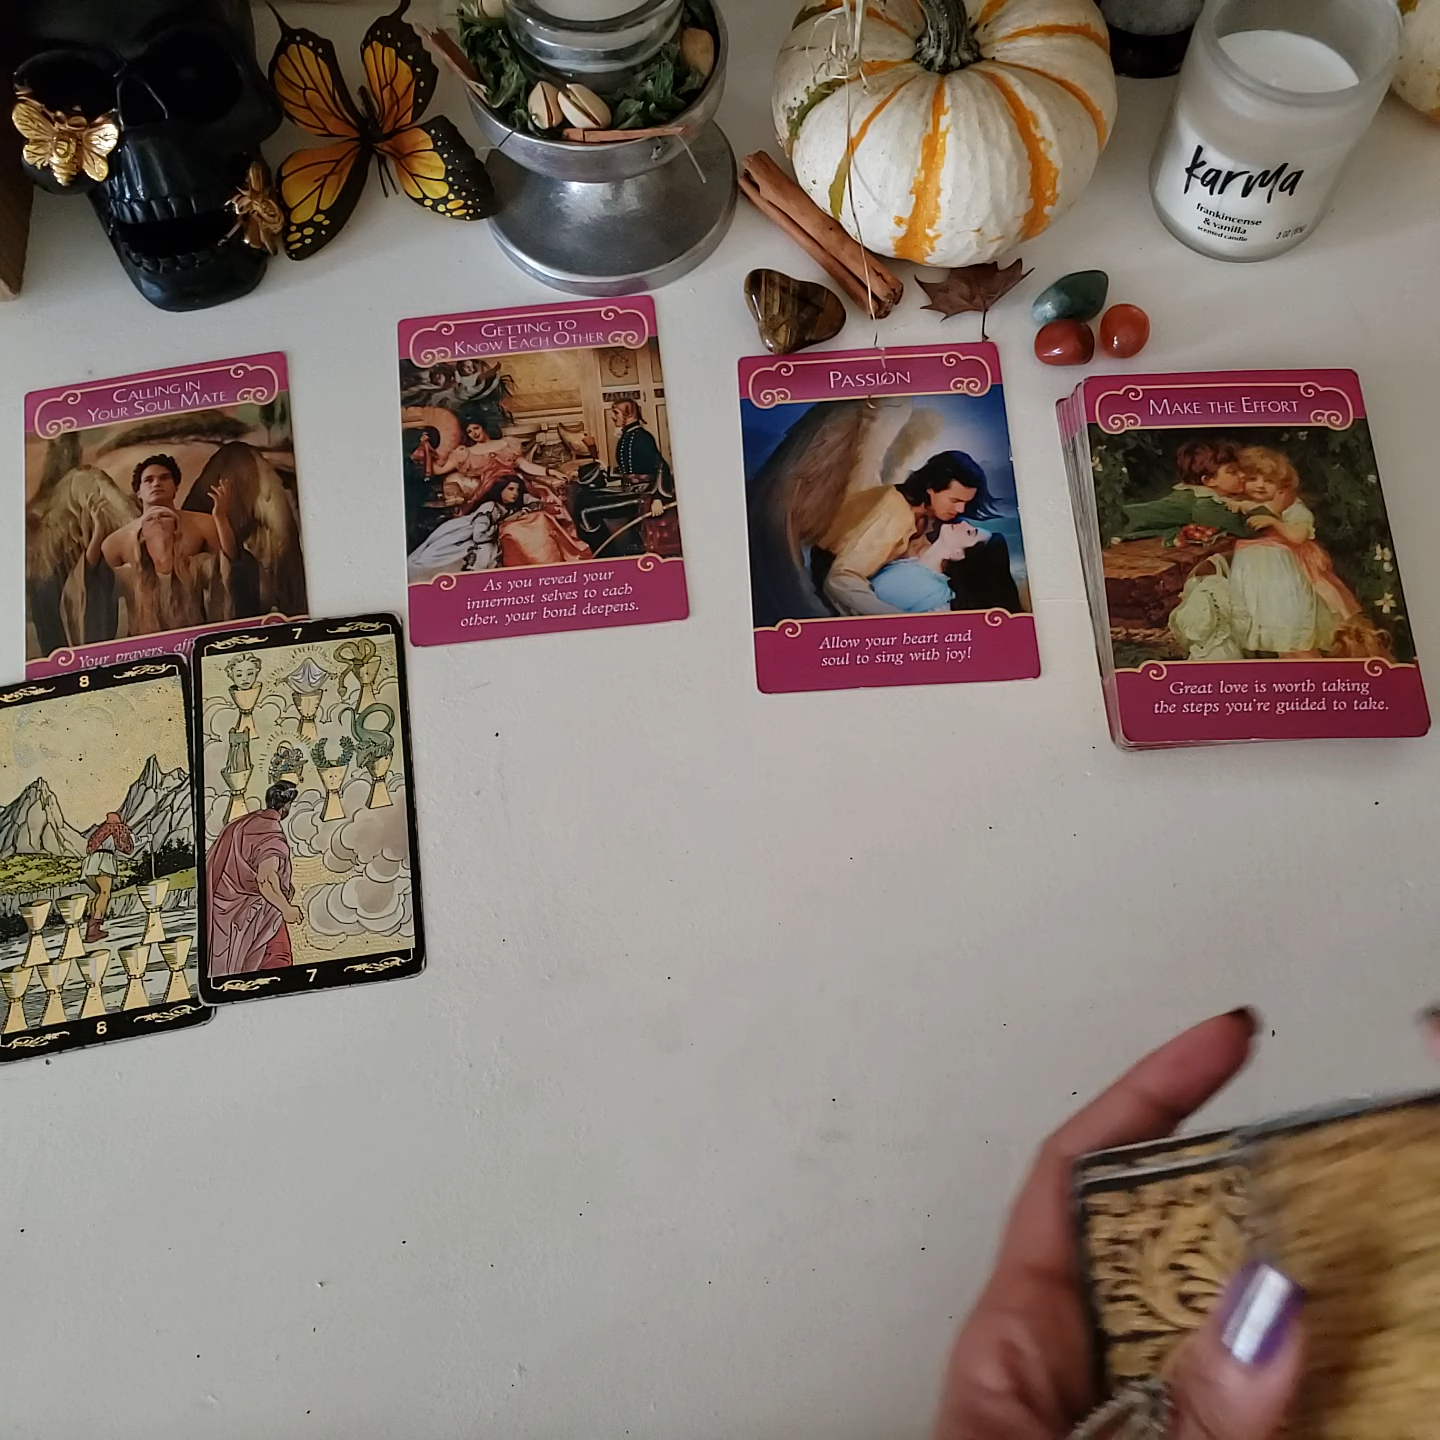 karma
frankincense
& vanilla
scented candle
CALLING IN
YOUR SOUL MATE
Your prayers,
GETTING TO
KNOW EACH OTHER
As you reveal your
innermost selves to each
other, your bond deepens.
PASSION
Allow your heart and
soul to sing with joy!
MAKE THE EFFORT
Great love is worth taking
the steps you're guided to take.
8
8
7
7